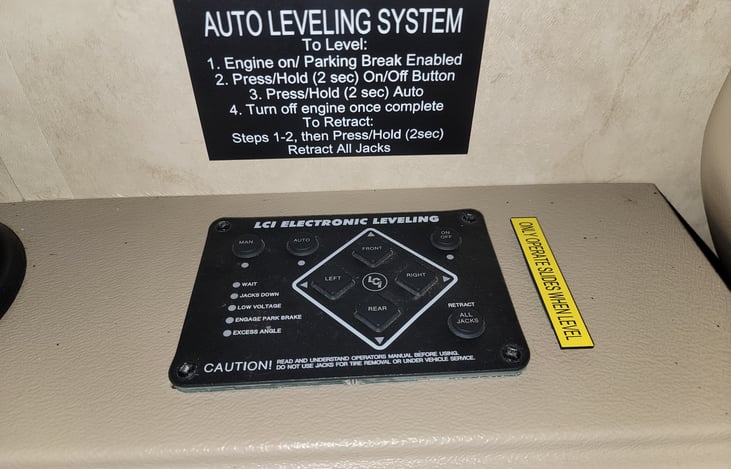 AUTO LEVELING SYSTEM
To Level:
1. Engine on/ Parking Break Enabled
2. Press/Hold (2 sec) On/Off Button
3. Press/Hold (2 sec) Auto
4. Turn off engine once complete
To Retract:
Steps 1-2, then Press/Hold (2sec)
Retract All Jacks
LCI ELECTRONIC LEVELING
MAN
AUTO
ON
OFF
FRONT
LEFT
LCI
RIGHT
REAR
WAIT
JACKS DOWN
LOW VOLTAGE
ENGAGE PARK BRAKE
EXCESS ANGLE
RETRACT
ALL
JACKS
CAUTION! READ AND UNDERSTAND OPERATORS MANUAL BEFORE USING.
DO NOT USE JACKS FOR TIRE REMOVAL OR UNDER VEHICLE SERVICE.
ONLY OPERATE SLIDES WHEN LEVEL